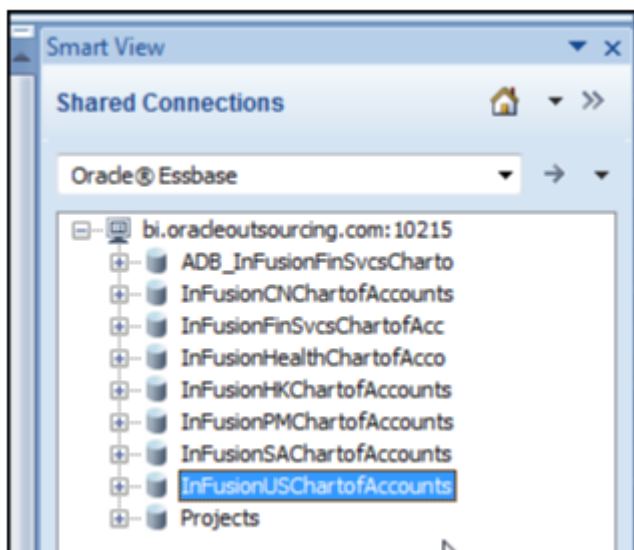 Smart View
Shared Connections
Oracle® Essbase
bi.oracleoutsourcing.com:10215
ADB_InFusionFinSvcsCharto
InFusionCNChartofAccounts
InFusionFinSvcsChartofAcc
InFusionHealthChartofAcco
InFusionHKChartofAccounts
InFusionPMChartofAccounts
InFusionSAChartofAccounts
InFusionUSChartofAccounts
Projects